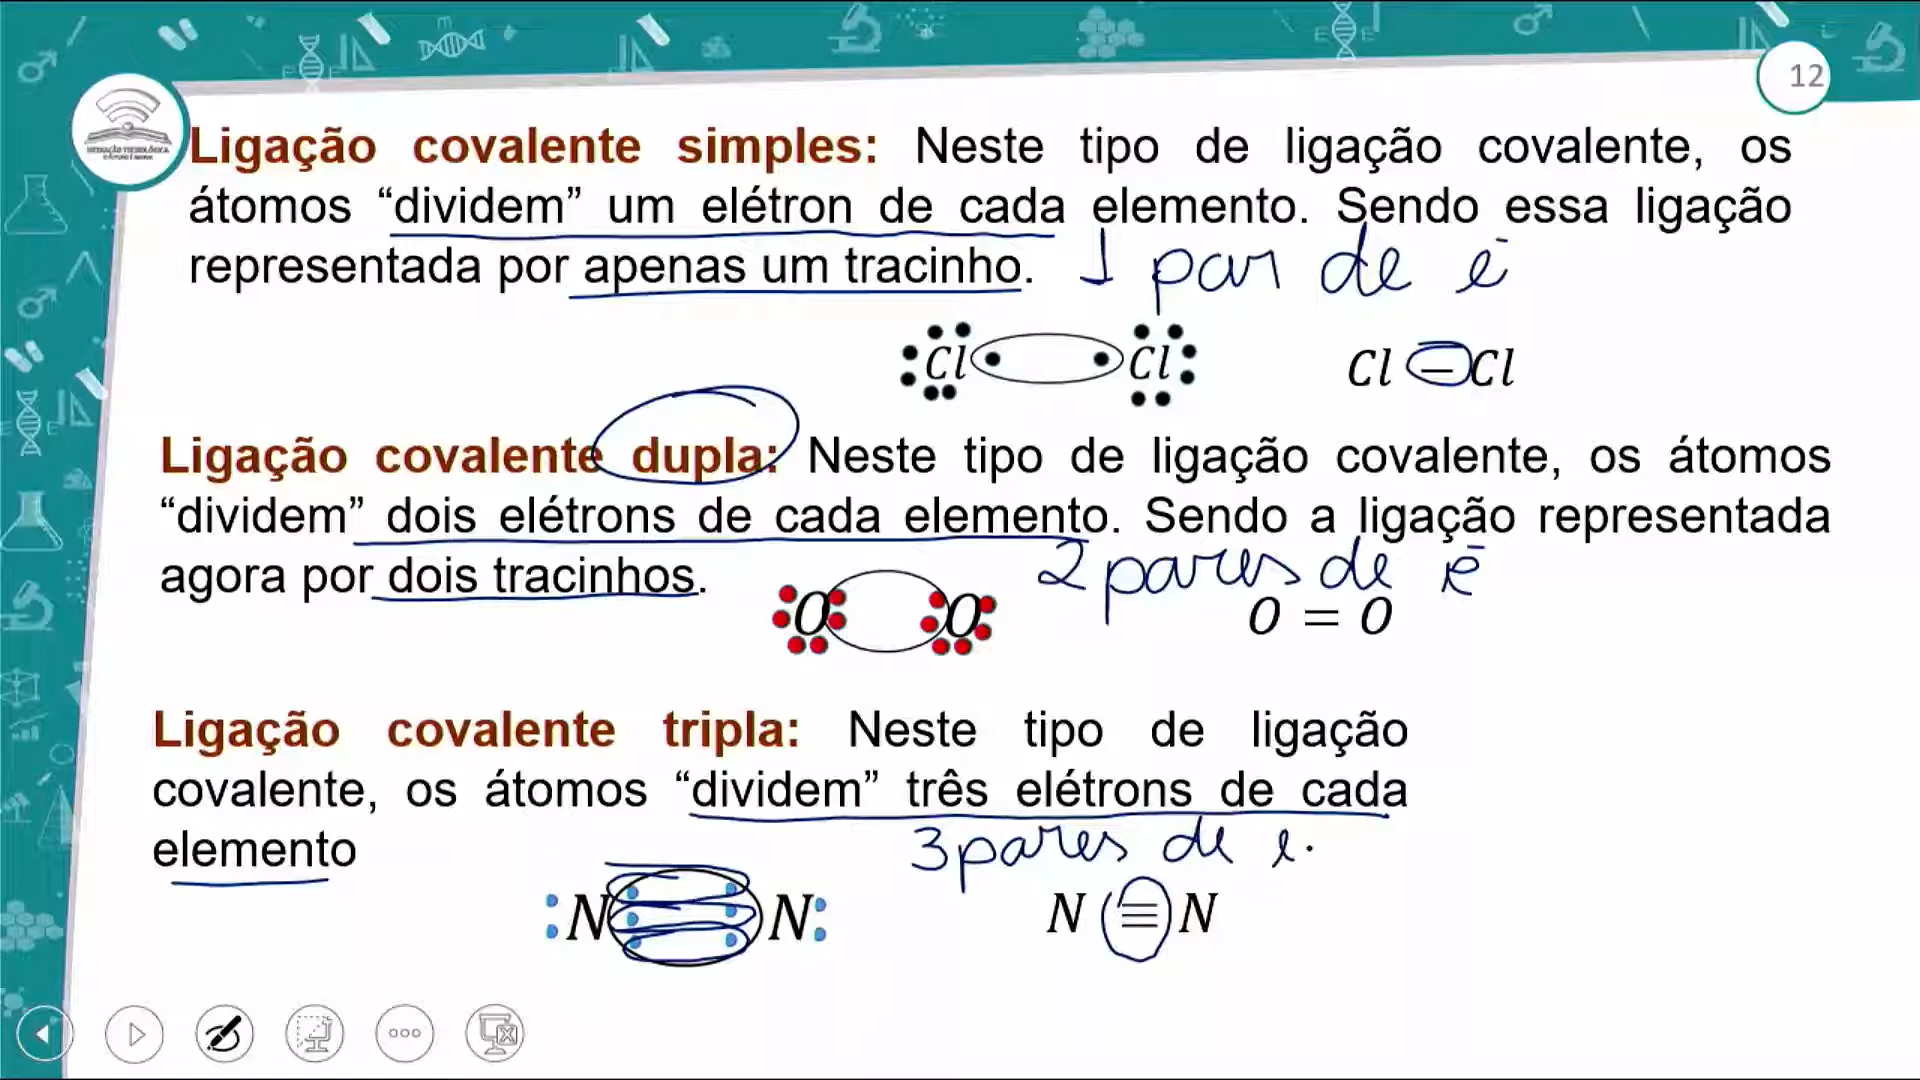 12
Ligação covalente simples: Neste tipo de ligação covalente, os
átomos “dividem” um elétron de cada elemento. Sendo essa ligação
representada por apenas um tracinho. 1 par de e⁻
Cl Cl Cl – Cl
Ligação covalente dupla: Neste tipo de ligação covalente, os átomos
“dividem” dois elétrons de cada elemento. Sendo a ligação representada
agora por dois tracinhos. 2 pares de e⁻
O O O = O
Ligação covalente tripla: Neste tipo de ligação
covalente, os átomos “dividem” três elétrons de cada
elemento 3 pares de e.
:N N: N ≡ N